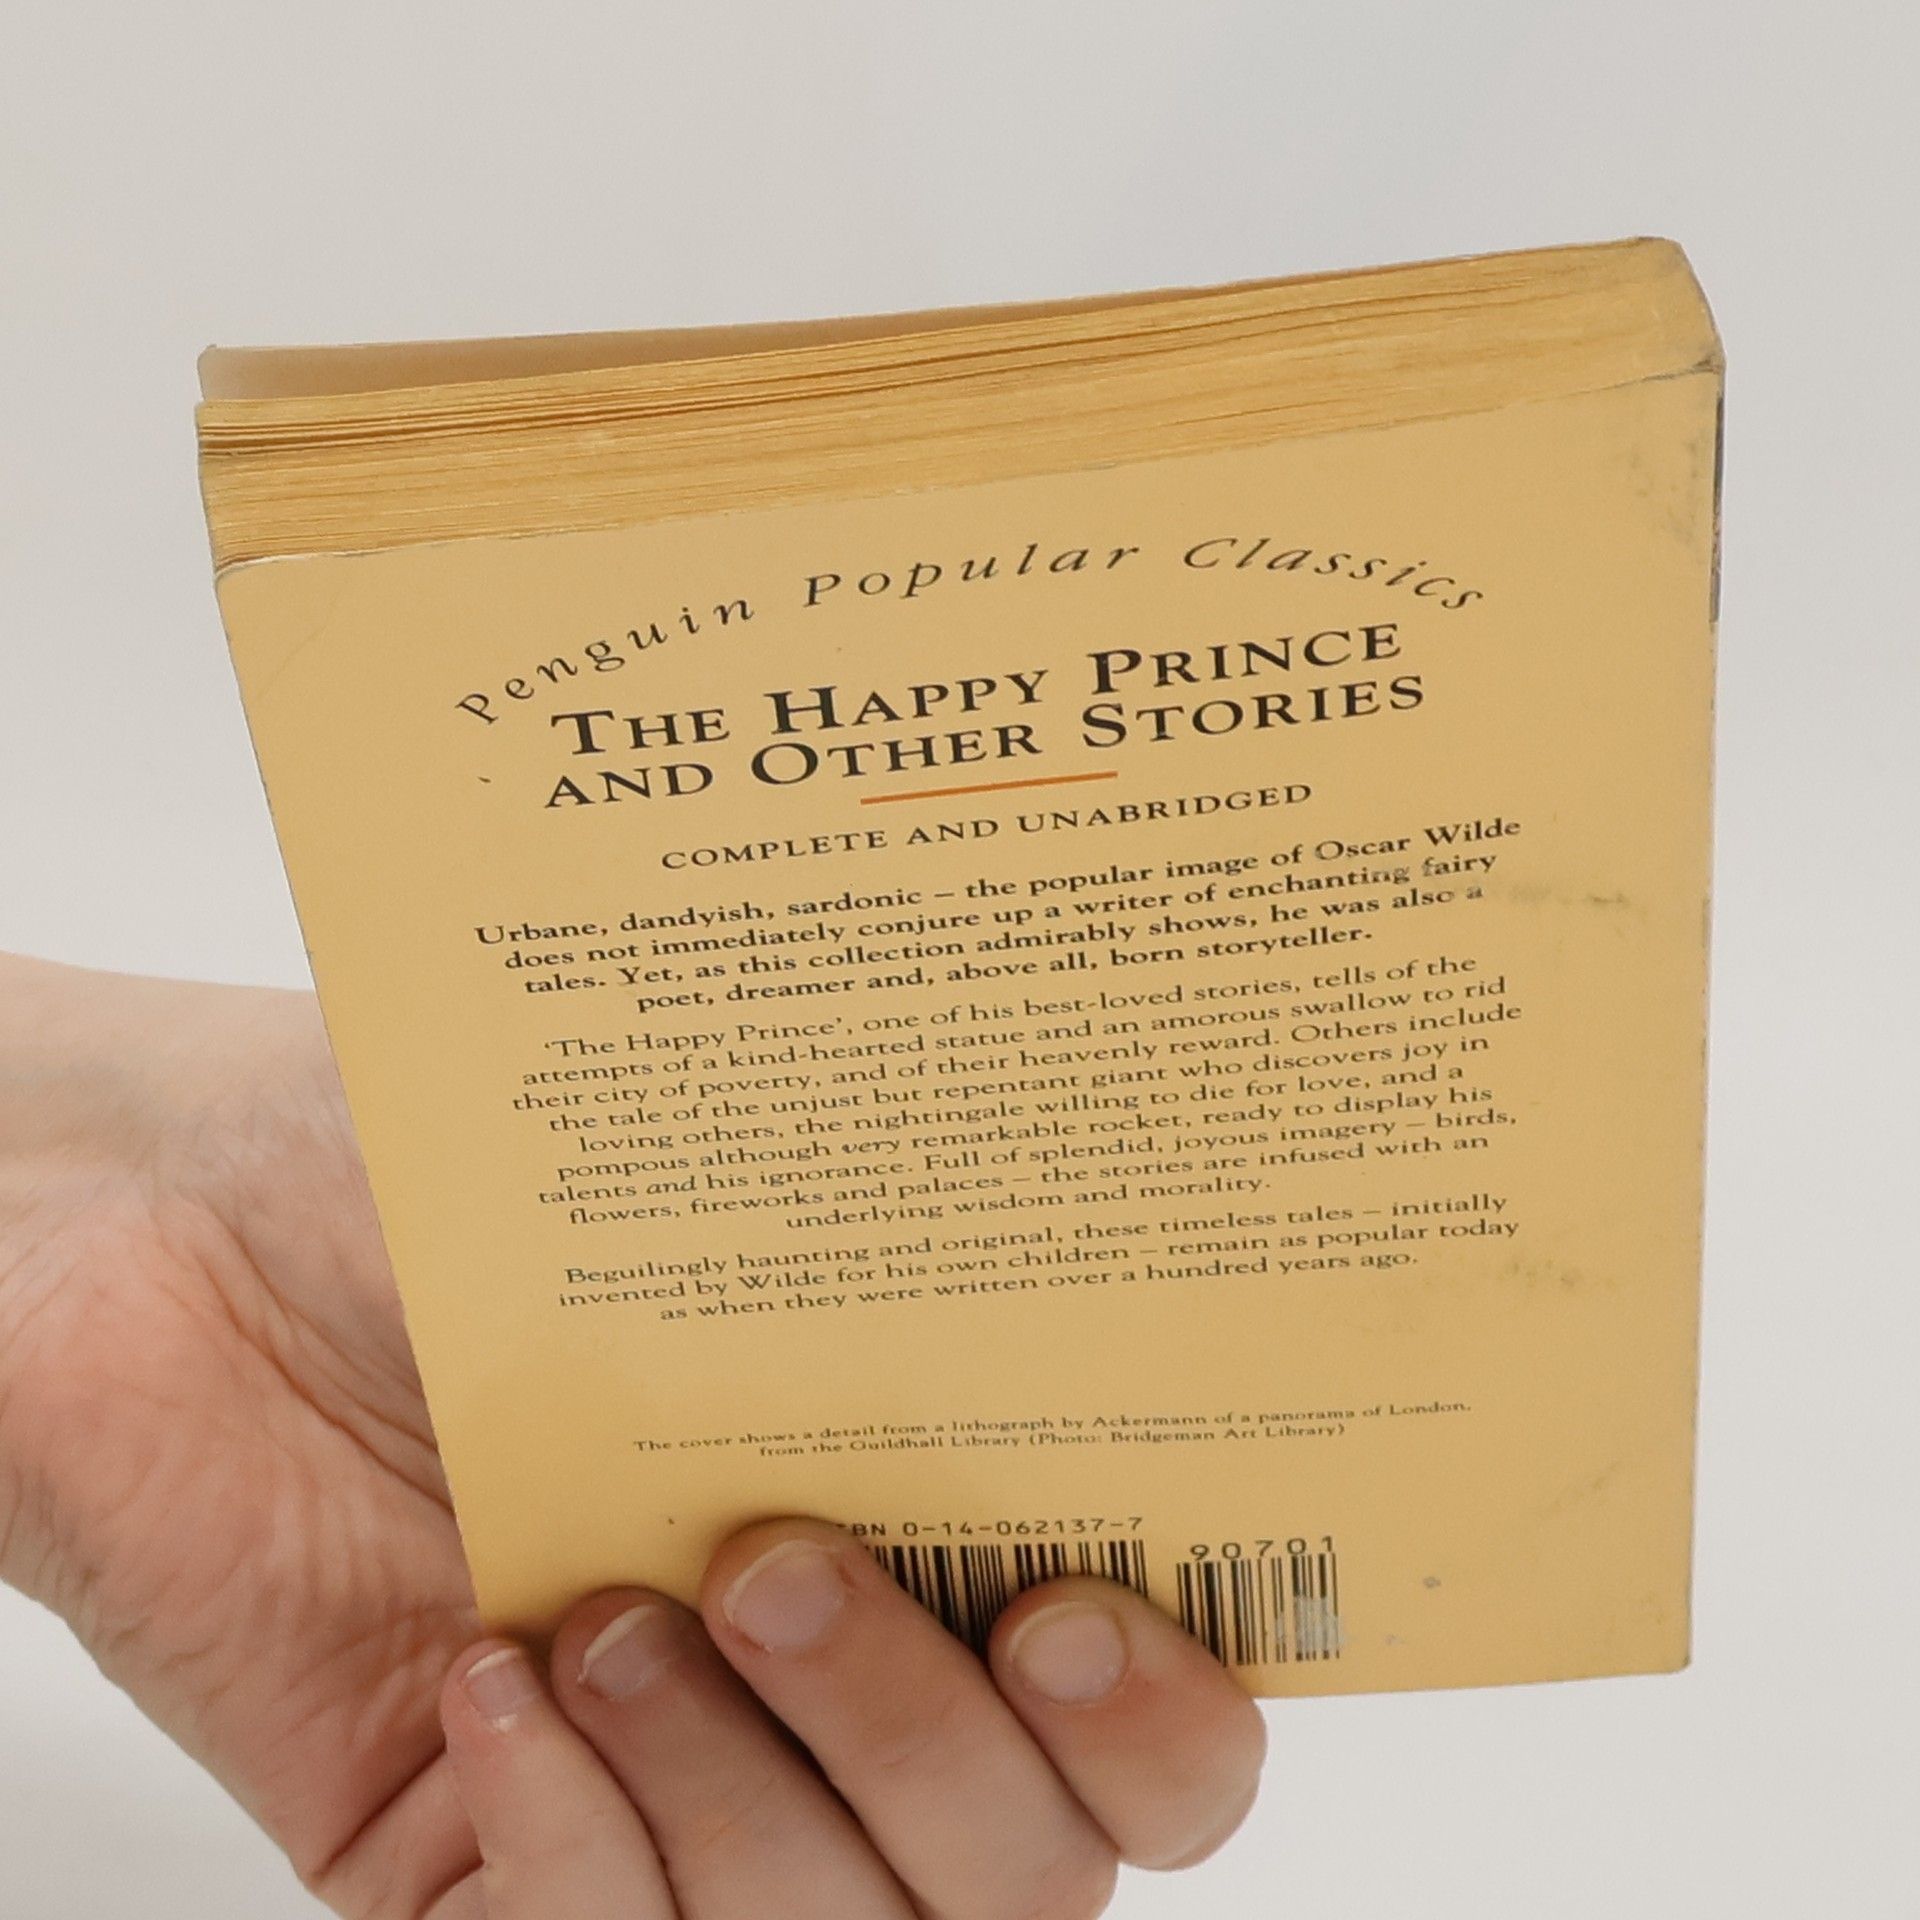 Penguin Popular Classics
THE HAPPY PRINCE
AND OTHER STORIES
COMPLETE AND UNABRIDGED
Urbane, dandyish, sardonic – the popular image of Oscar Wilde
does not immediately conjure up a writer of enchanting fairy
tales. Yet, as this collection admirably shows, he was also a
poet, dreamer and, above all, born storyteller.
‘The Happy Prince’, one of his best-loved stories, tells of the
attempts of a kind-hearted statue and an amorous swallow to rid
their city of poverty, and of their heavenly reward. Others include
the tale of the unjust but repentant giant who discovers joy in
loving others, the nightingale willing to die for love, and a
pompous although very remarkable rocket, ready to display his
talents and his ignorance. Full of splendid, joyous imagery – birds,
flowers, fireworks and palaces – the stories are infused with an
underlying wisdom and morality.
Beguilingly haunting and original, these timeless tales – initially
invented by Wilde for his own children – remain as popular today
as when they were written over a hundred years ago.
The cover shows a detail from a lithograph by Ackermann of a panorama of London.
from the Guildhall Library (Photo: Bridgeman Art Library)
BN 0-14-062137-7
90701